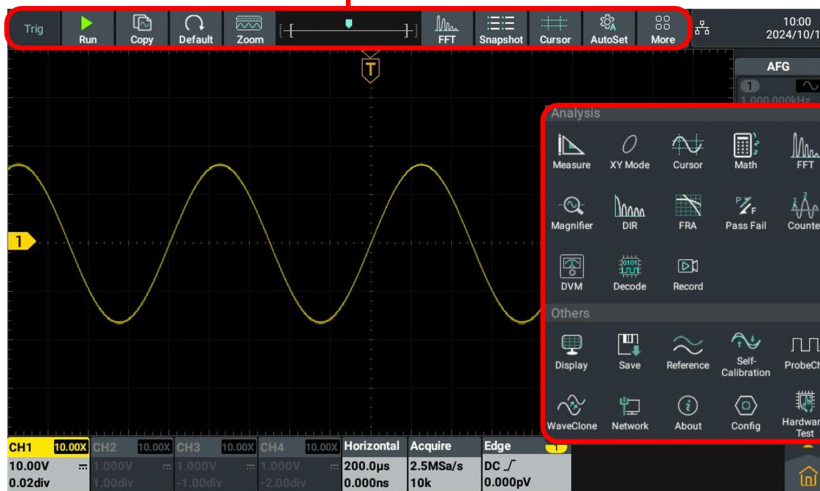 Trig Run Copy Default Zoom FFT Snapshot Cursor AutoSet More 10:00
2024/10/1
T
AFG
1
1.000 000kHz
Analysis
Measure XY Mode Cursor Math FFT
Magnifier DIR FRA Pass Fail Counte
DVM Decode Record
Others
Display Save Reference Self-Calibration ProbeCh
WaveClone Network About Config Hardwar Test
1
CH1 10.00X CH2 10.00X CH3 10.00X CH4 10.00X Horizontal Acquire Edge 1
10.00V 1.000V 1.000V 1.000V 200.0μs 2.5MSa/s DC
0.02div 1.00div -1.00div -2.00div 0.000ns 10k 0.000pV